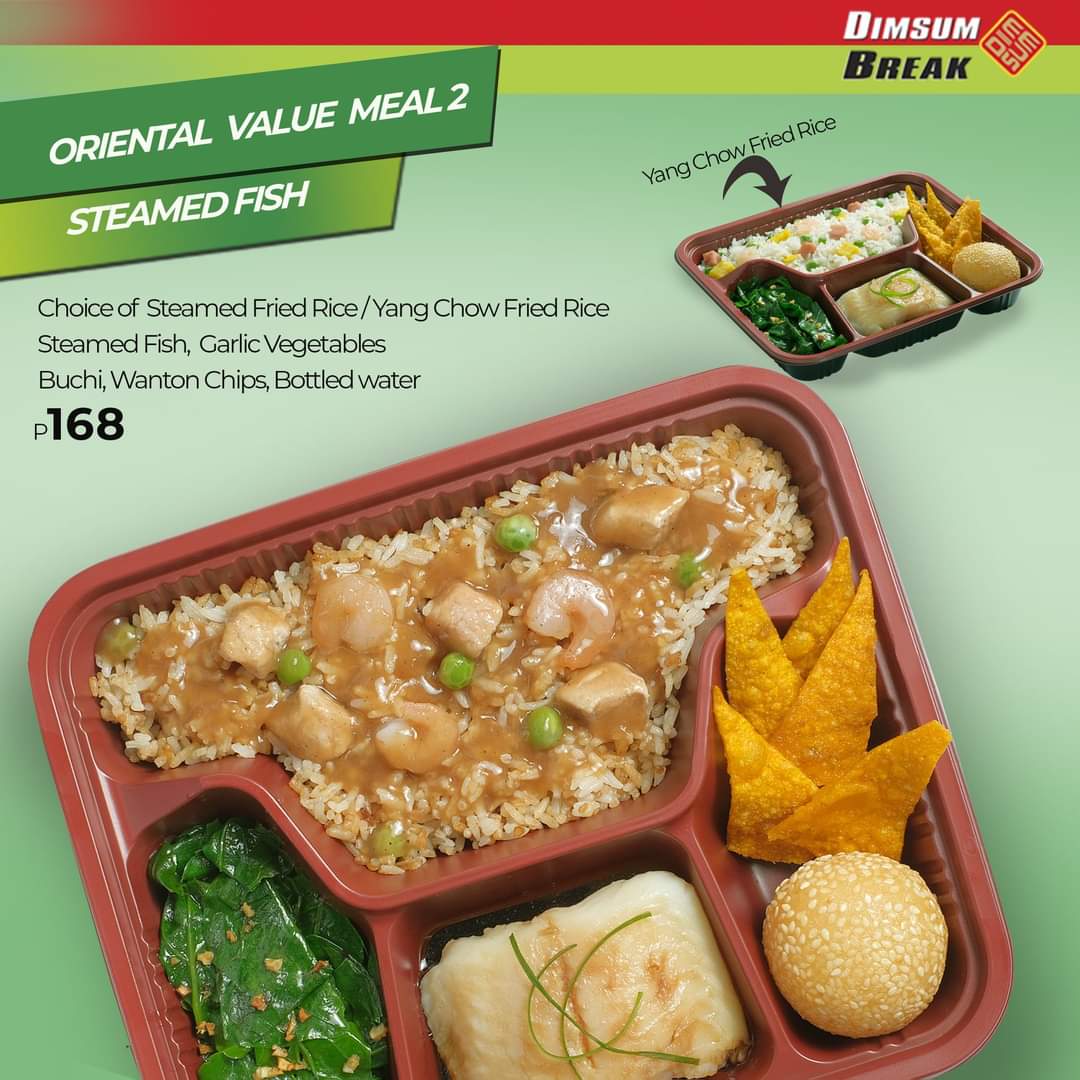 DIMSUM
BREAK
ORIENTAL VALUE MEAL 2
STEAMED FISH
Yang Chow Fried Rice
Choice of Steamed Fried Rice / Yang Chow Fried Rice
Steamed Fish, Garlic Vegetables
Buchi, Wanton Chips, Bottled water
P168